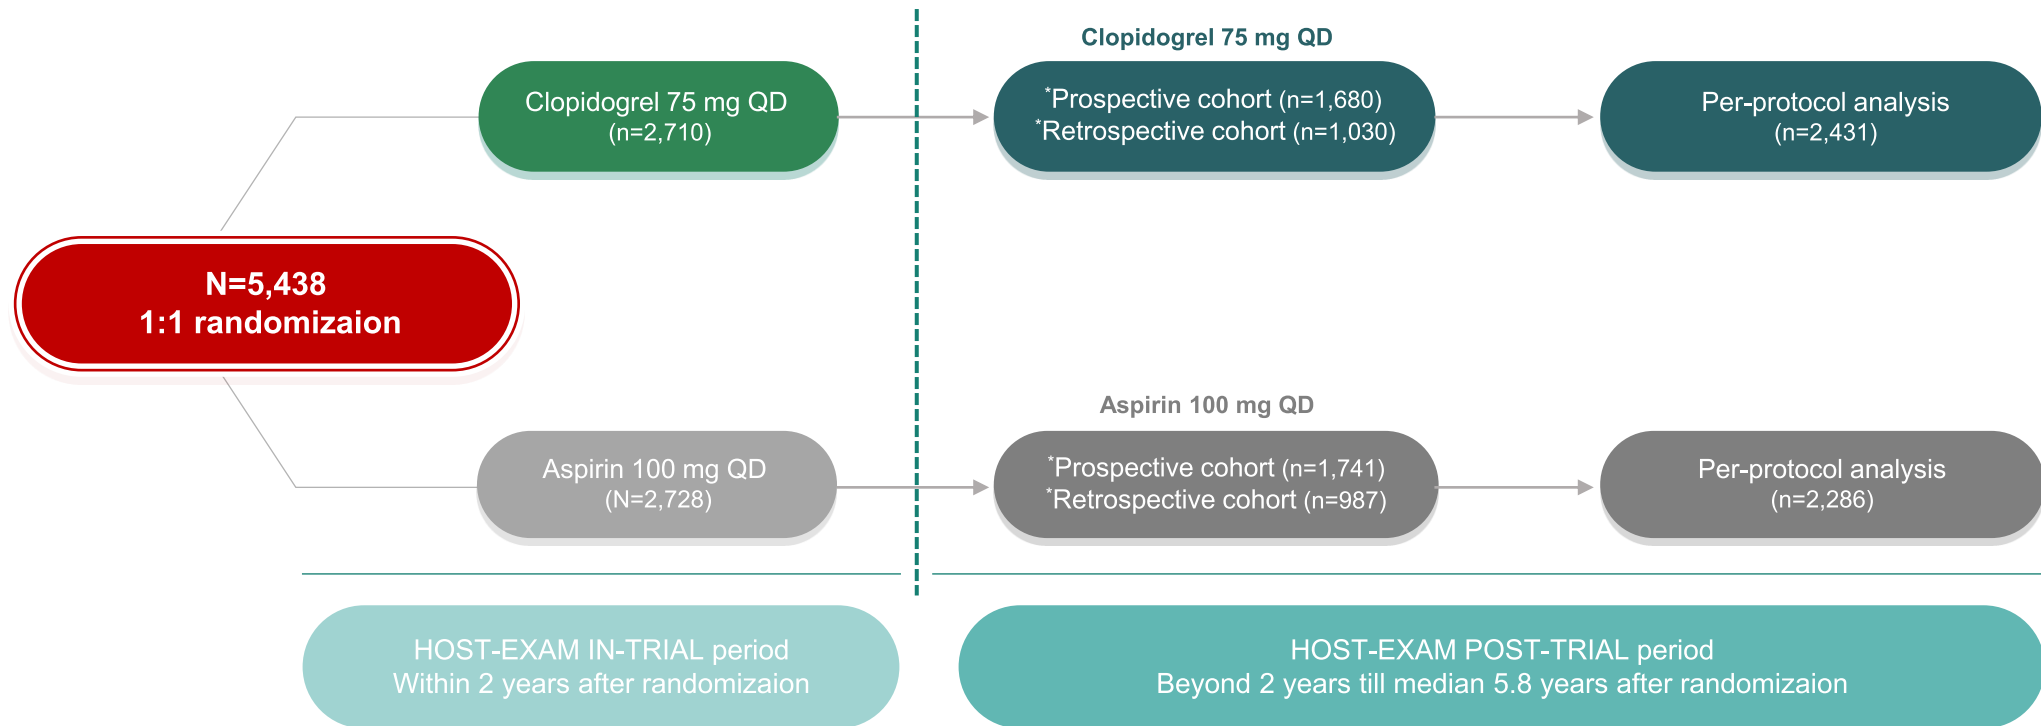 Clopidogrel 75 mg QD
Clopidogrel 75 mg QD
(n=2,710)
*Prospective cohort (n=1,680)
*Retrospective cohort (n=1,030)
Per-protocol analysis
(n=2,431)
N=5,438
1:1 randomizaion
Aspirin 100 mg QD
Aspirin 100 mg QD
(N=2,728)
*Prospective cohort (n=1,741)
*Retrospective cohort (n=987)
Per-protocol analysis
(n=2,286)
HOST-EXAM IN-TRIAL period
Within 2 years after randomizaion
HOST-EXAM POST-TRIAL period
Beyond 2 years till median 5.8 years after randomizaion